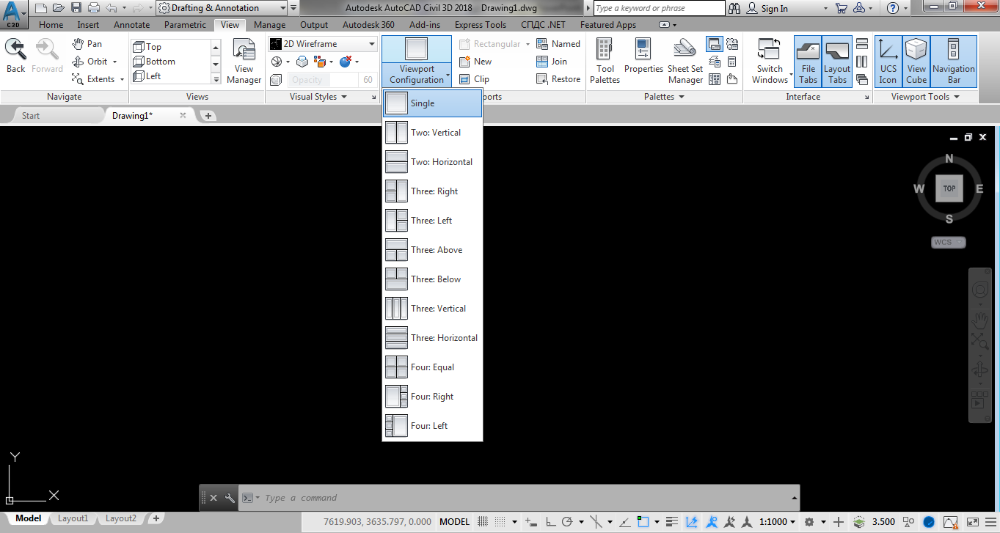 Drafting & Annotation
Autodesk AutoCAD Civil 3D 2018 Drawing1.dwg
Type a keyword or phrase
Sign In
C3D
Home Insert Annotate Parametric View Manage Output Autodesk 360 Add-ins Express Tools СПДС .NET Featured Apps
Back
Forward
Pan
Orbit
Extents
Navigate
Top
Bottom
Left
View
Manager
Views
2D Wireframe
Opacity 60
Visual Styles
Viewport
Configuration
Rectangular
New
Clip
Named
Join
Restore
ports
Tool
Palettes
Properties
Sheet Set
Manager
Palettes
Switch
Windows
File
Tabs
Layout
Tabs
Interface
UCS
Icon
View
Cube
Navigation
Bar
Viewport Tools
Start
Drawing1*
Single
Two: Vertical
Two: Horizontal
Three: Right
Three: Left
Three: Above
Three: Below
Three: Vertical
Three: Horizontal
Four: Equal
Four: Right
Four: Left
N
W
TOP
E
S
WCS
Y
X
Type a command
Model
Layout1
Layout2
7619.903, 3635.797, 0.000
MODEL
1:1000
3.500